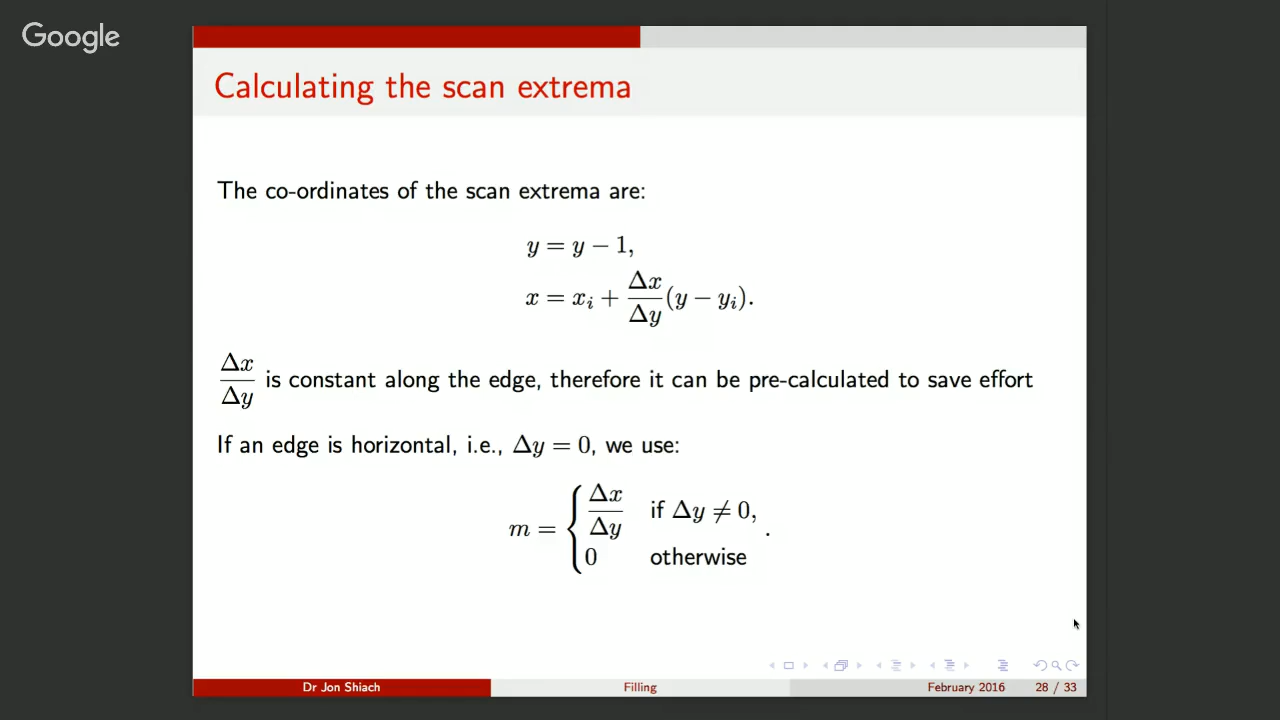 Google
Calculating the scan extrema
The co-ordinates of the scan extrema are:
y = y − 1,
x = xᵢ + Δx/Δy (y − yᵢ).
Δx/Δy is constant along the edge, therefore it can be pre-calculated to save effort
If an edge is horizontal, i.e., Δy = 0, we use:
m = { Δx/Δy if Δy ≠ 0,
0 otherwise .
Dr Jon Shiach Filling February 2016 28 / 33